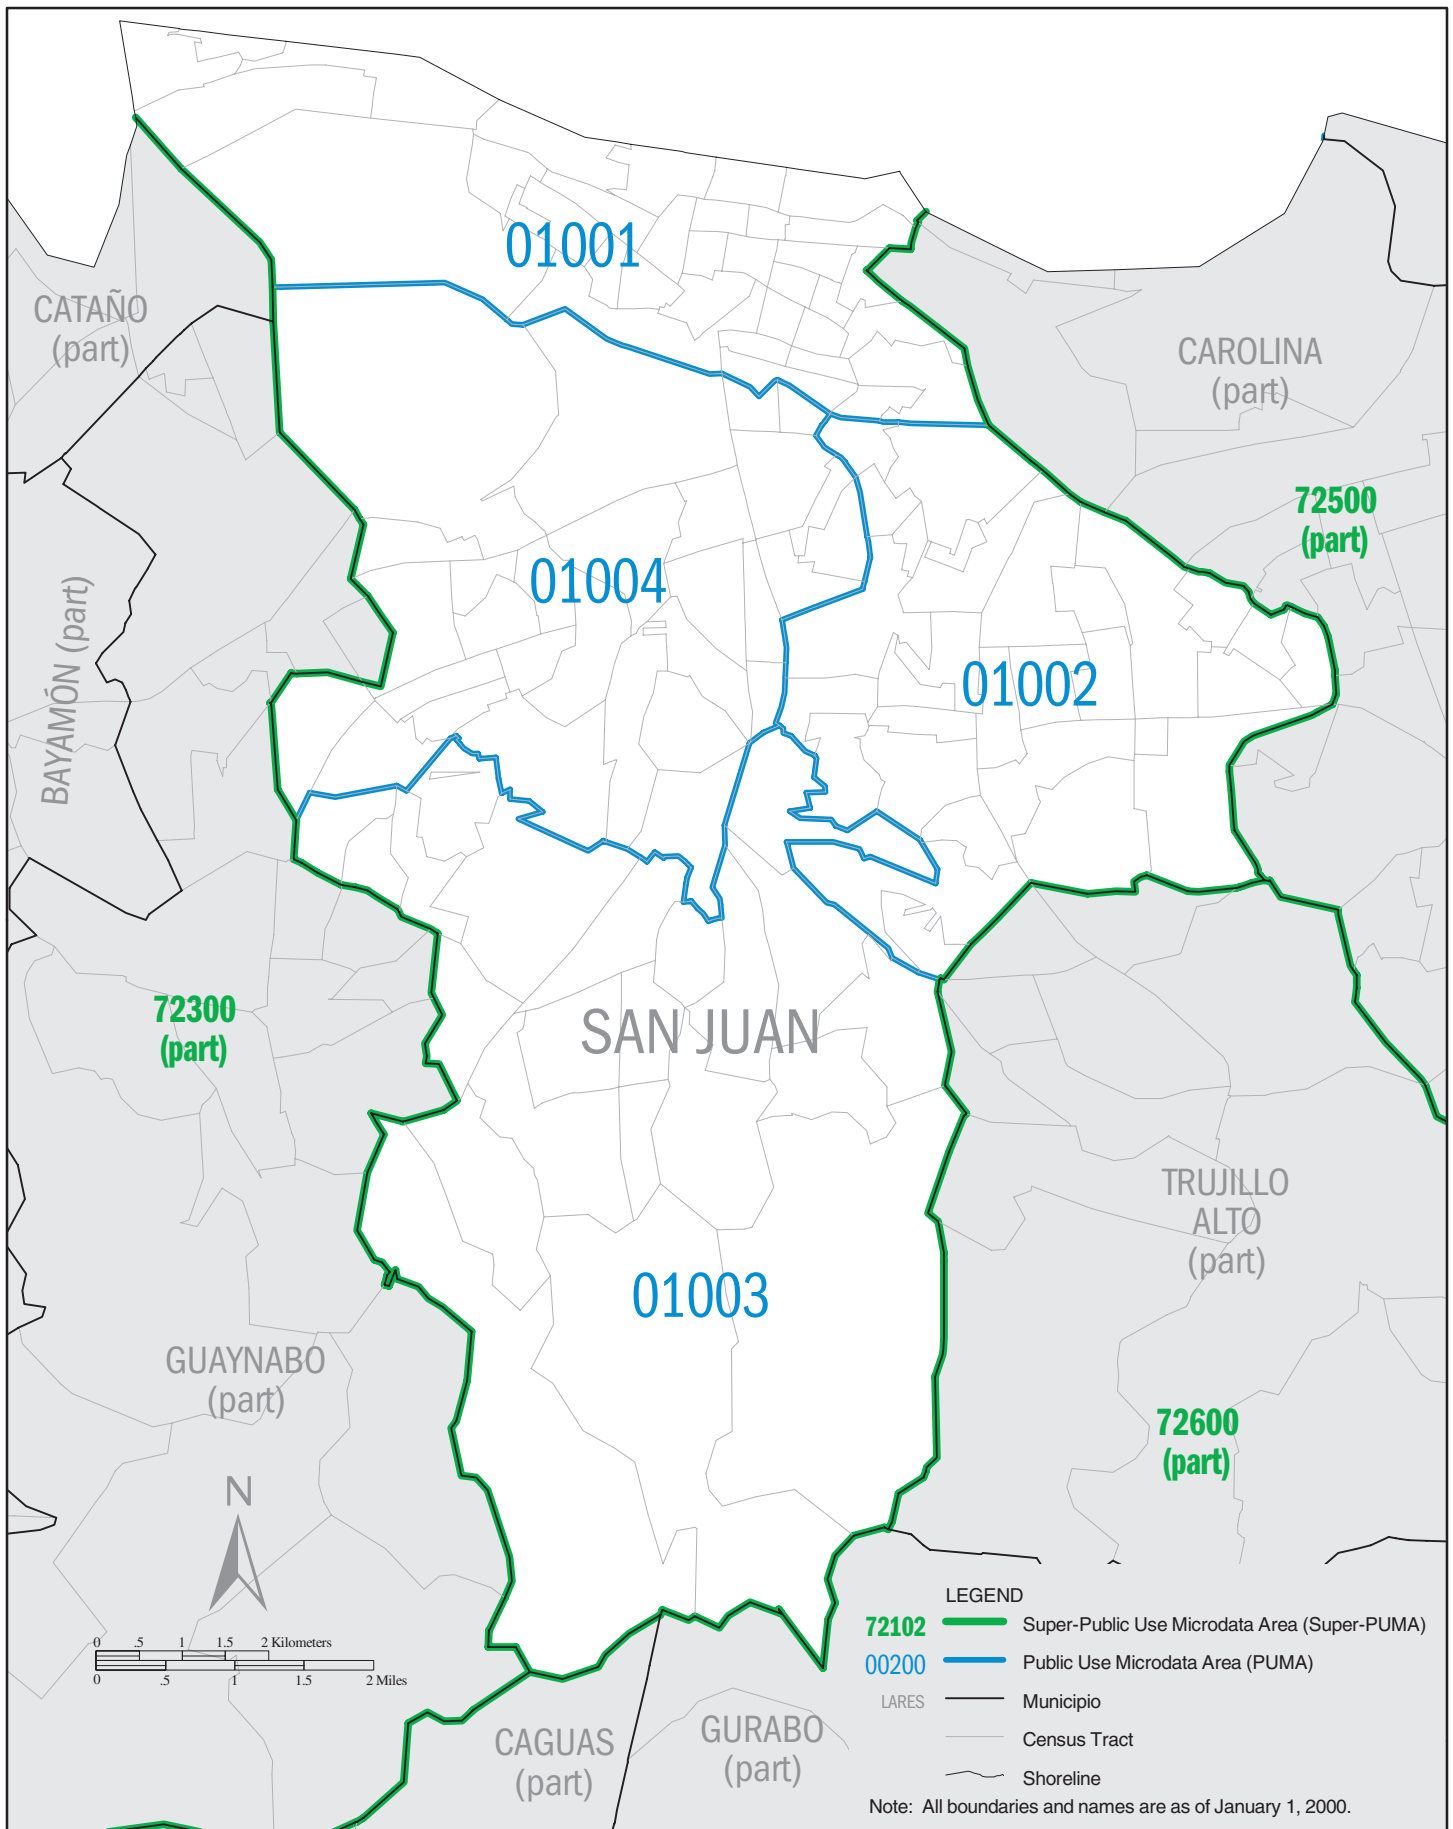 01001
CATAÑO
(part)
CAROLINA
(part)
72500
(part)
01004
BAYAMÓN (part)
01002
72300
(part)
SAN JUAN
TRUJILLO
ALTO
(part)
01003
GUAYNABO
(part)
72600
(part)
N
0 .5 1 1.5 2 Kilometers
0 .5 1 1.5 2 Miles
CAGUAS
(part)
GURABO
(part)
LEGEND
72102 Super-Public Use Microdata Area (Super-PUMA)
00200 Public Use Microdata Area (PUMA)
LARES Municipio
Census Tract
Shoreline
Note: All boundaries and names are as of January 1, 2000.